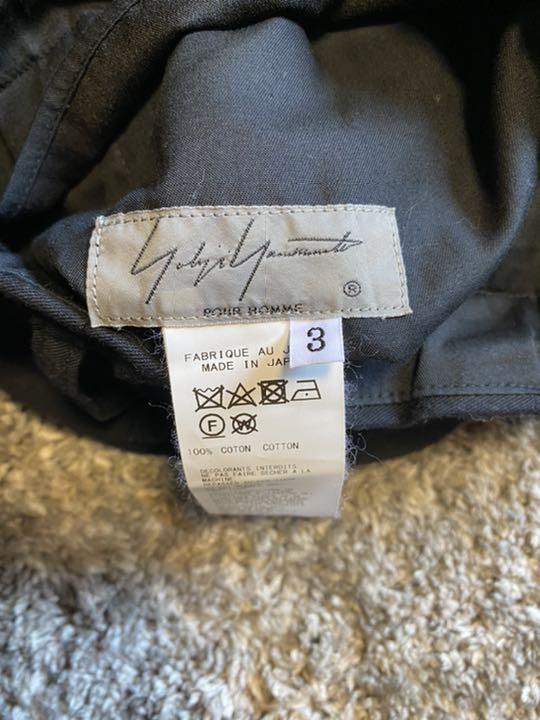 Yohji Yamamoto
®
POUR HOMME
3
FABRIQUE AU J
MADE IN JAP
F
W
100% COTON COTTON
DECOLORANTS INTERDITS
NE PAS FAIRE SECHER A LA
MACHINE